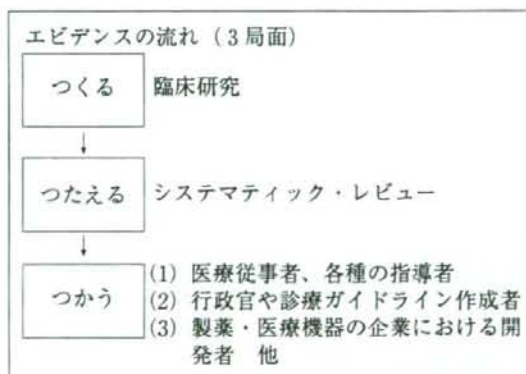 エビデンスの流れ（3局面）
つくる 臨床研究
↓
つたえる システマティック・レビュー
↓
つかう (1) 医療従事者、各種の指導者
(2) 行政官や診療ガイドライン作成者
(3) 製薬・医療機器の企業における開
発者　他